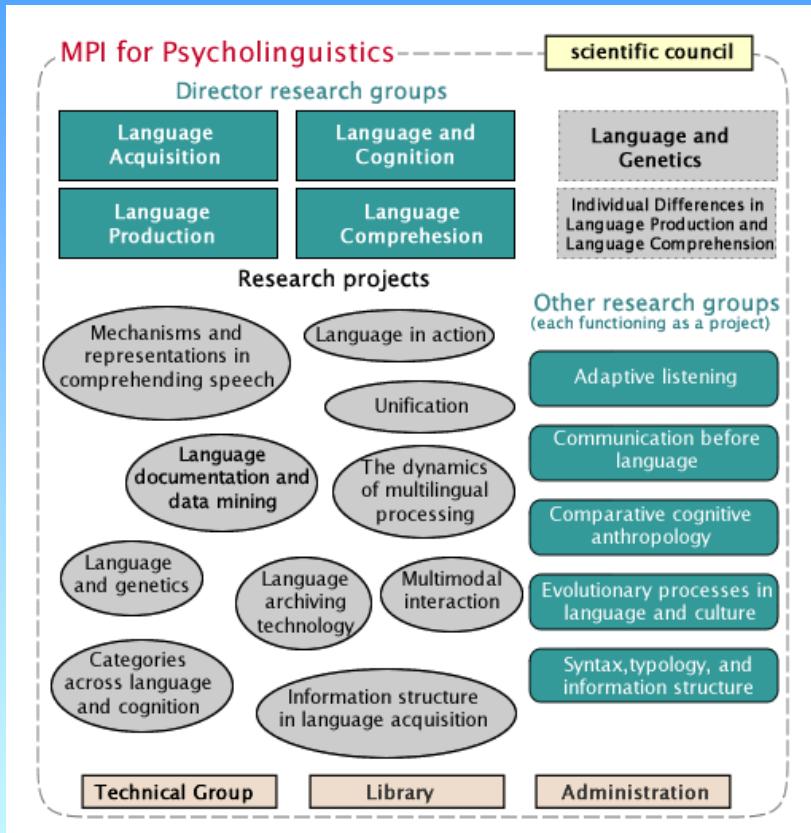 MPI for Psycholinguistics
scientific council
Director research groups
Language
Acquisition
Language and
Cognition
Language and
Genetics
Language
Production
Language
Comprehesion
Individual Differences in
Language Production and
Language Comprehension
Research projects
Mechanisms and
representations in
comprehending speech
Language in action
Unification
Language
documentation and
data mining
The dynamics
of multilingual
processing
Language
and genetics
Language
archiving
technology
Multimodal
interaction
Categories
across language
and cognition
Information structure
in language acquisition
Other research groups
(each functioning as a project)
Adaptive listening
Communication before
language
Comparative cognitive
anthropology
Evolutionary processes in
language and culture
Syntax,typology, and
information structure
Technical Group
Library
Administration